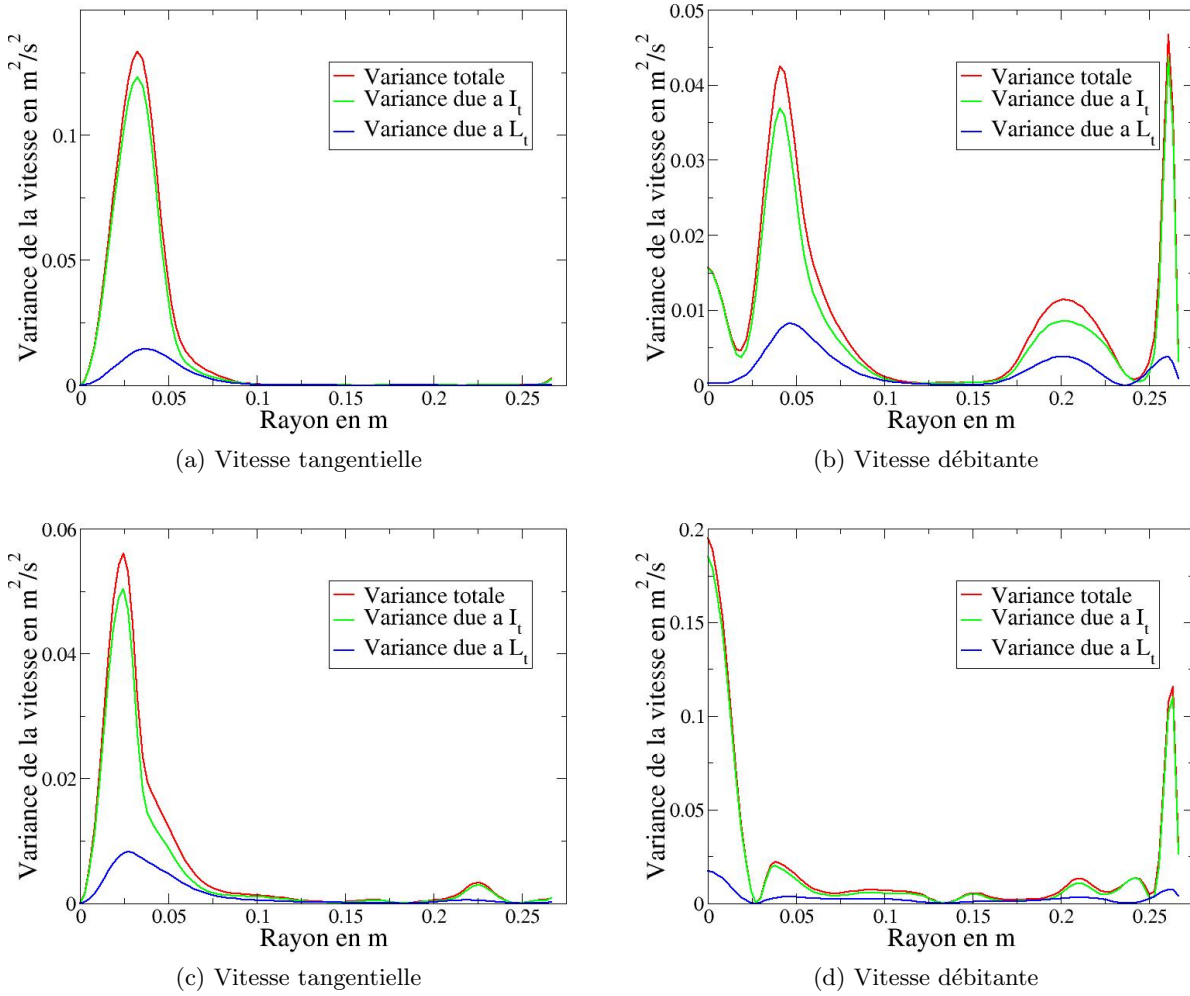 Variance de la vitesse en m²/s²
0.1
0.05
0
Variance totale
Variance due a I_t
Variance due a L_t
0 0.05 0.1 0.15 0.2 0.25
Rayon en m
(a) Vitesse tangentielle
Variance de la vitesse en m²/s²
0.05
0.04
0.03
0.02
0.01
0
Variance totale
Variance due a I_t
Variance due a L_t
0 0.05 0.1 0.15 0.2 0.25
Rayon en m
(b) Vitesse débitante
Variance de la vitesse en m²/s²
0.06
0.04
0.02
0
Variance totale
Variance due a I_t
Variance due a L_t
0 0.05 0.1 0.15 0.2 0.25
Rayon en m
(c) Vitesse tangentielle
Variance de la vitesse en m²/s²
0.2
0.15
0.1
0.05
0
Variance totale
Variance due a I_t
Variance due a L_t
0 0.05 0.1 0.15 0.2 0.25
Rayon en m
(d) Vitesse débitante